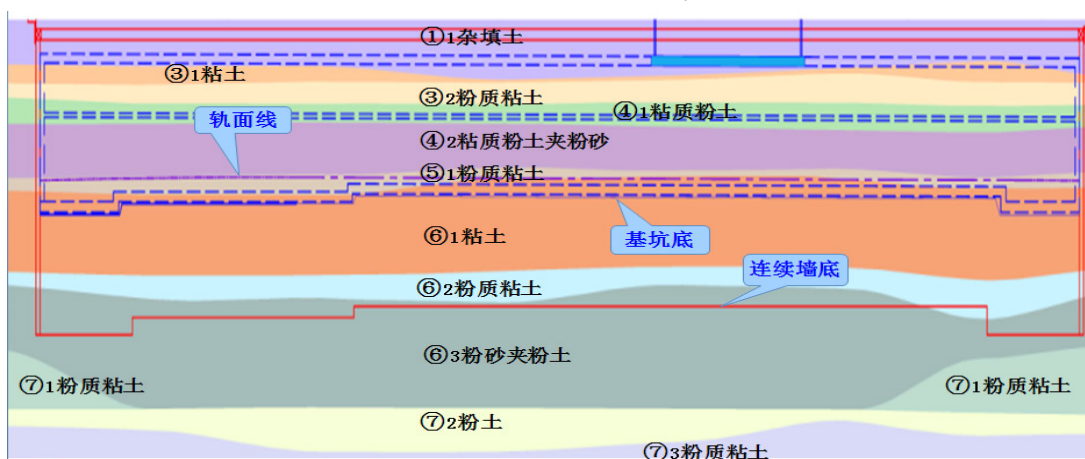 ①1杂填土
③1粘土
③2粉质粘土
④1粘质粉土
轨面线
④2粘质粉土夹粉砂
⑤1粉质粘土
⑥1粘土
基坑底
连续墙底
⑥2粉质粘土
⑥3粉砂夹粉土
⑦1粉质粘土
⑦1粉质粘土
⑦2粉土
⑦3粉质粘土